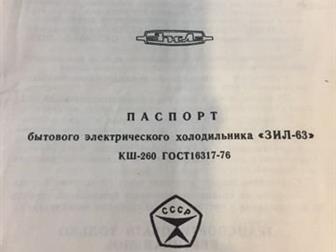 ЗИЛ
ПАСПОРТ
бытового электрического холодильника «ЗИЛ-63»
КШ-260 ГОСТ16317-76
СССР